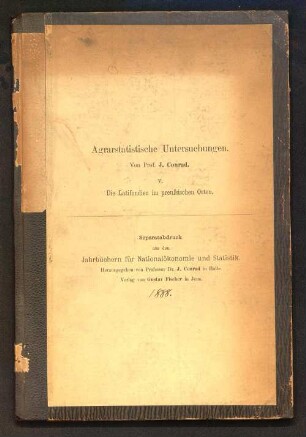 Agrarstatistische Untersuchungen.
Von Prof. J. Conrad.
V.
Die Latifundien im preußischen Osten.
Separatabdruck
aus den
Jahrbüchern für Nationalökonomie und Statistik
Herausgegeben von Professor Dr. J. Conrad in Halle
Verlag von Gustav Fischer in Jena.
1888.